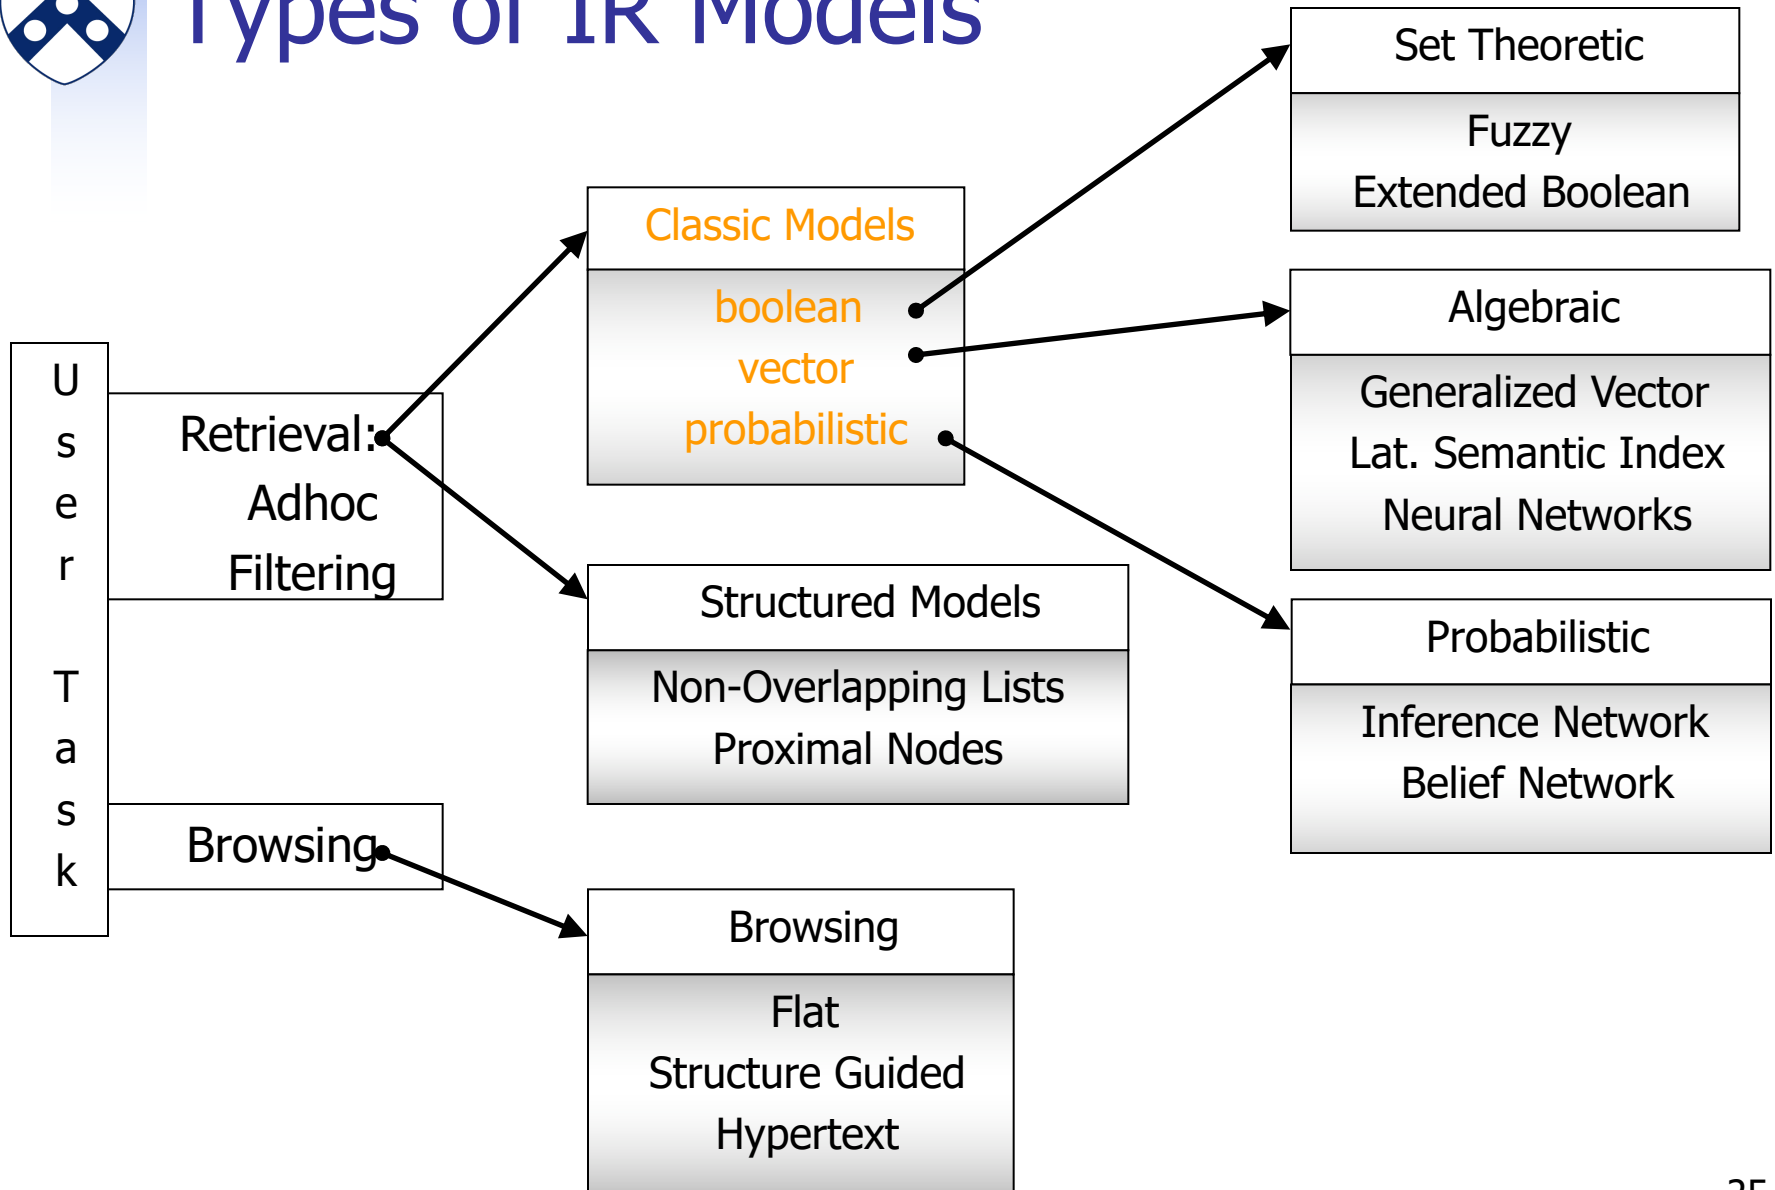 Types of IR Models
User Task
Retrieval:
Adhoc
Filtering
Browsing
Classic Models
boolean
vector
probabilistic
Structured Models
Non-Overlapping Lists
Proximal Nodes
Browsing
Flat
Structure Guided
Hypertext
Set Theoretic
Fuzzy
Extended Boolean
Algebraic
Generalized Vector
Lat. Semantic Index
Neural Networks
Probabilistic
Inference Network
Belief Network